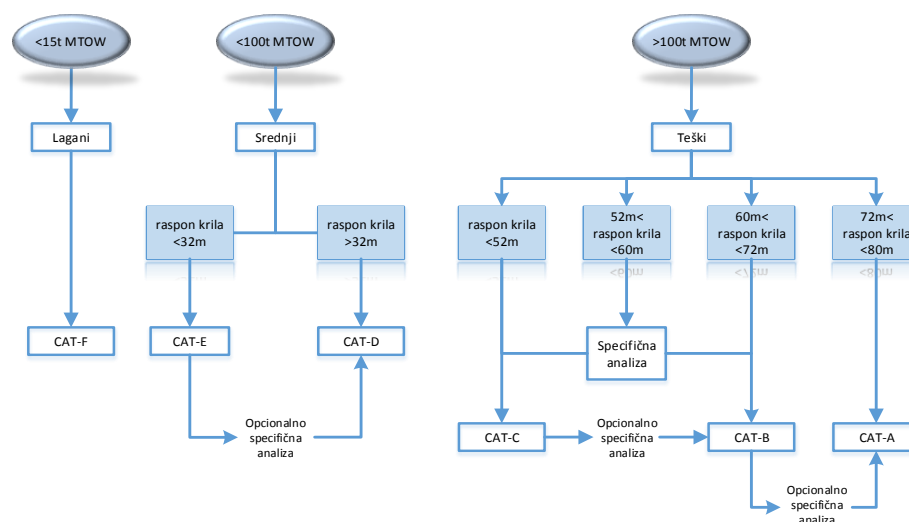 <15t MTOW
<100t MTOW
>100t MTOW
Lagani
Srednji
Teški
raspon krila
<32m
raspon krila
>32m
raspon krila
<52m
52m<
raspon krila
<60m
60m<
raspon krila
<72m
72m<
raspon krila
<80m
CAT-F
CAT-E
CAT-D
Specifična
analiza
Opcionalno
specifična
analiza
CAT-C
Opcionalno
specifična
analiza
CAT-B
CAT-A
Opcionalno
specifična
analiza